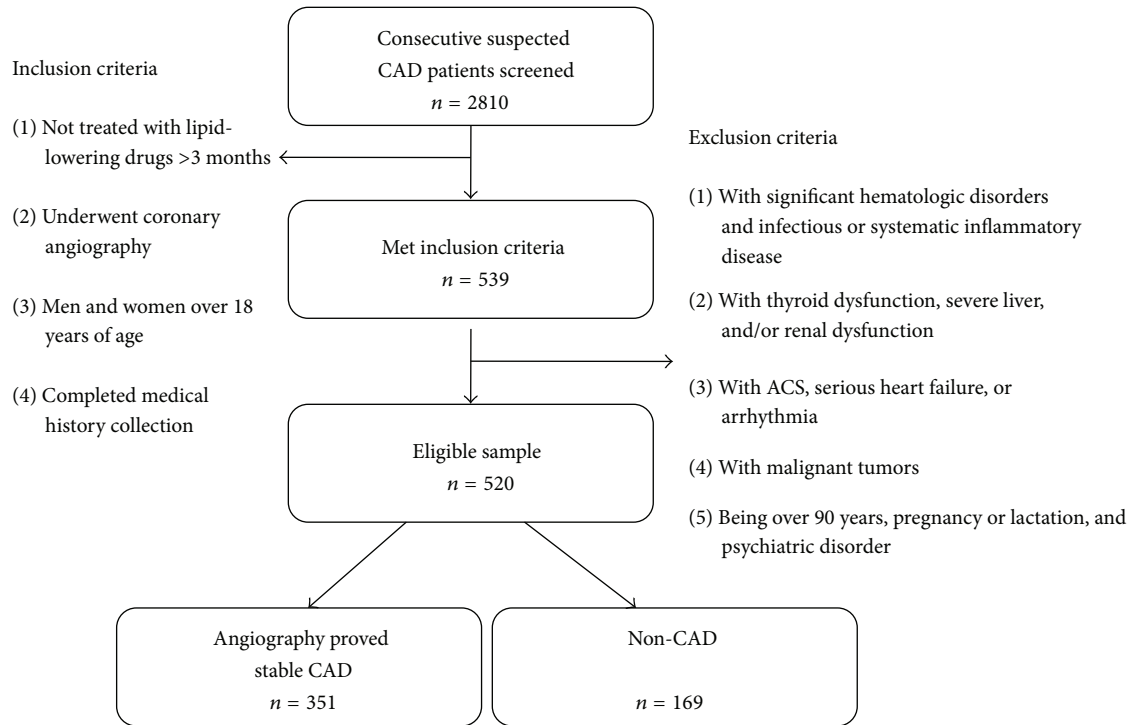 Consecutive suspected
CAD patients screened
n = 2810
Inclusion criteria
(1) Not treated with lipid-
lowering drugs >3 months
(2) Underwent coronary
angiography
(3) Men and women over 18
years of age
(4) Completed medical
history collection
Met inclusion criteria
n = 539
Exclusion criteria
(1) With significant hematologic disorders
and infectious or systematic inflammatory
disease
(2) With thyroid dysfunction, severe liver,
and/or renal dysfunction
(3) With ACS, serious heart failure, or
arrhythmia
(4) With malignant tumors
(5) Being over 90 years, pregnancy or lactation, and
psychiatric disorder
Eligible sample
n = 520
Angiography proved
stable CAD
n = 351
Non-CAD
n = 169